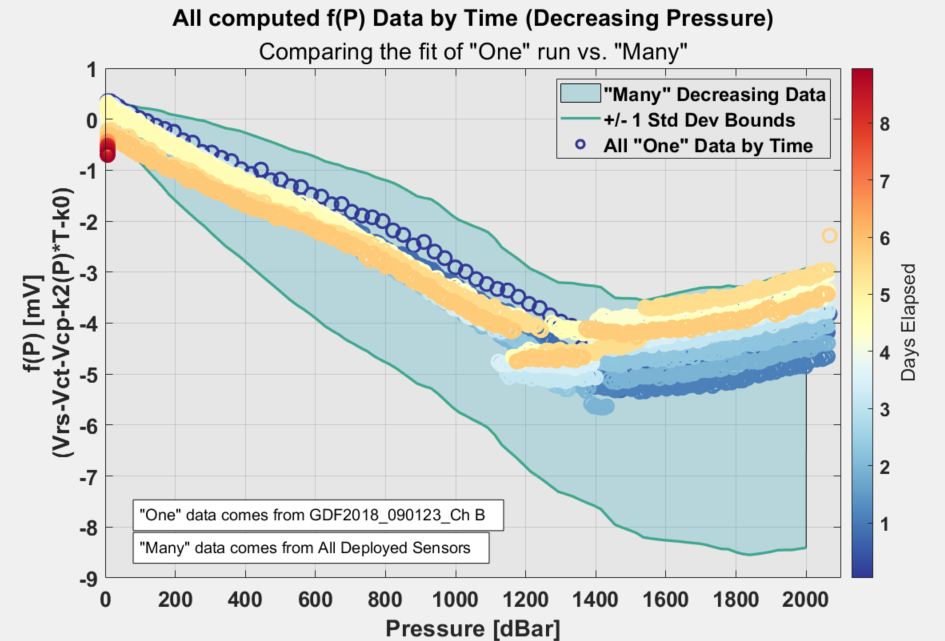 All computed f(P) Data by Time (Decreasing Pressure)
Comparing the fit of "One" run vs. "Many"
"Many" Decreasing Data
+/- 1 Std Dev Bounds
All "One" Data by Time
f(P) [mV]
(Vrs-Vct-Vcp-k2(P)*T-k0)
1
0
-1
-2
-3
-4
-5
-6
-7
-8
-9
"One" data comes from GDF2018_090123_Ch B
"Many" data comes from All Deployed Sensors
0 200 400 600 800 1000 1200 1400 1600 1800 2000
Pressure [dBar]
8
7
6
5
4
3
2
1
Days Elapsed